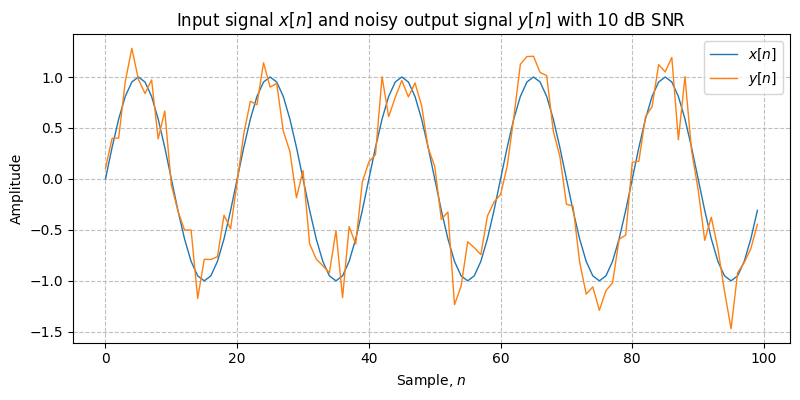 Input signal x[n] and noisy output signal y[n] with 10 dB SNR
x[n]
y[n]
Amplitude
1.0
0.5
0.0
−0.5
−1.0
−1.5
0 20 40 60 80 100
Sample, n